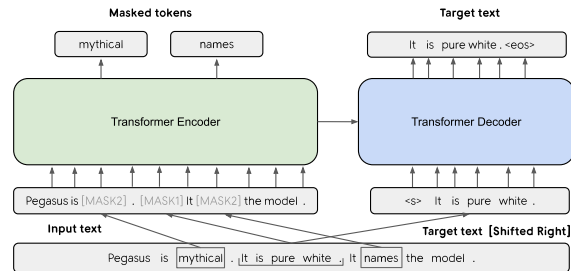 Masked tokens
Target text
mythical
names
It is pure white . <eos>
Transformer Encoder
Transformer Decoder
Pegasus is [MASK2] . [MASK1] It [MASK2] the model .
<s> It is pure white .
Input text
Target text [Shifted Right]
Pegasus is mythical . It is pure white . It names the model .